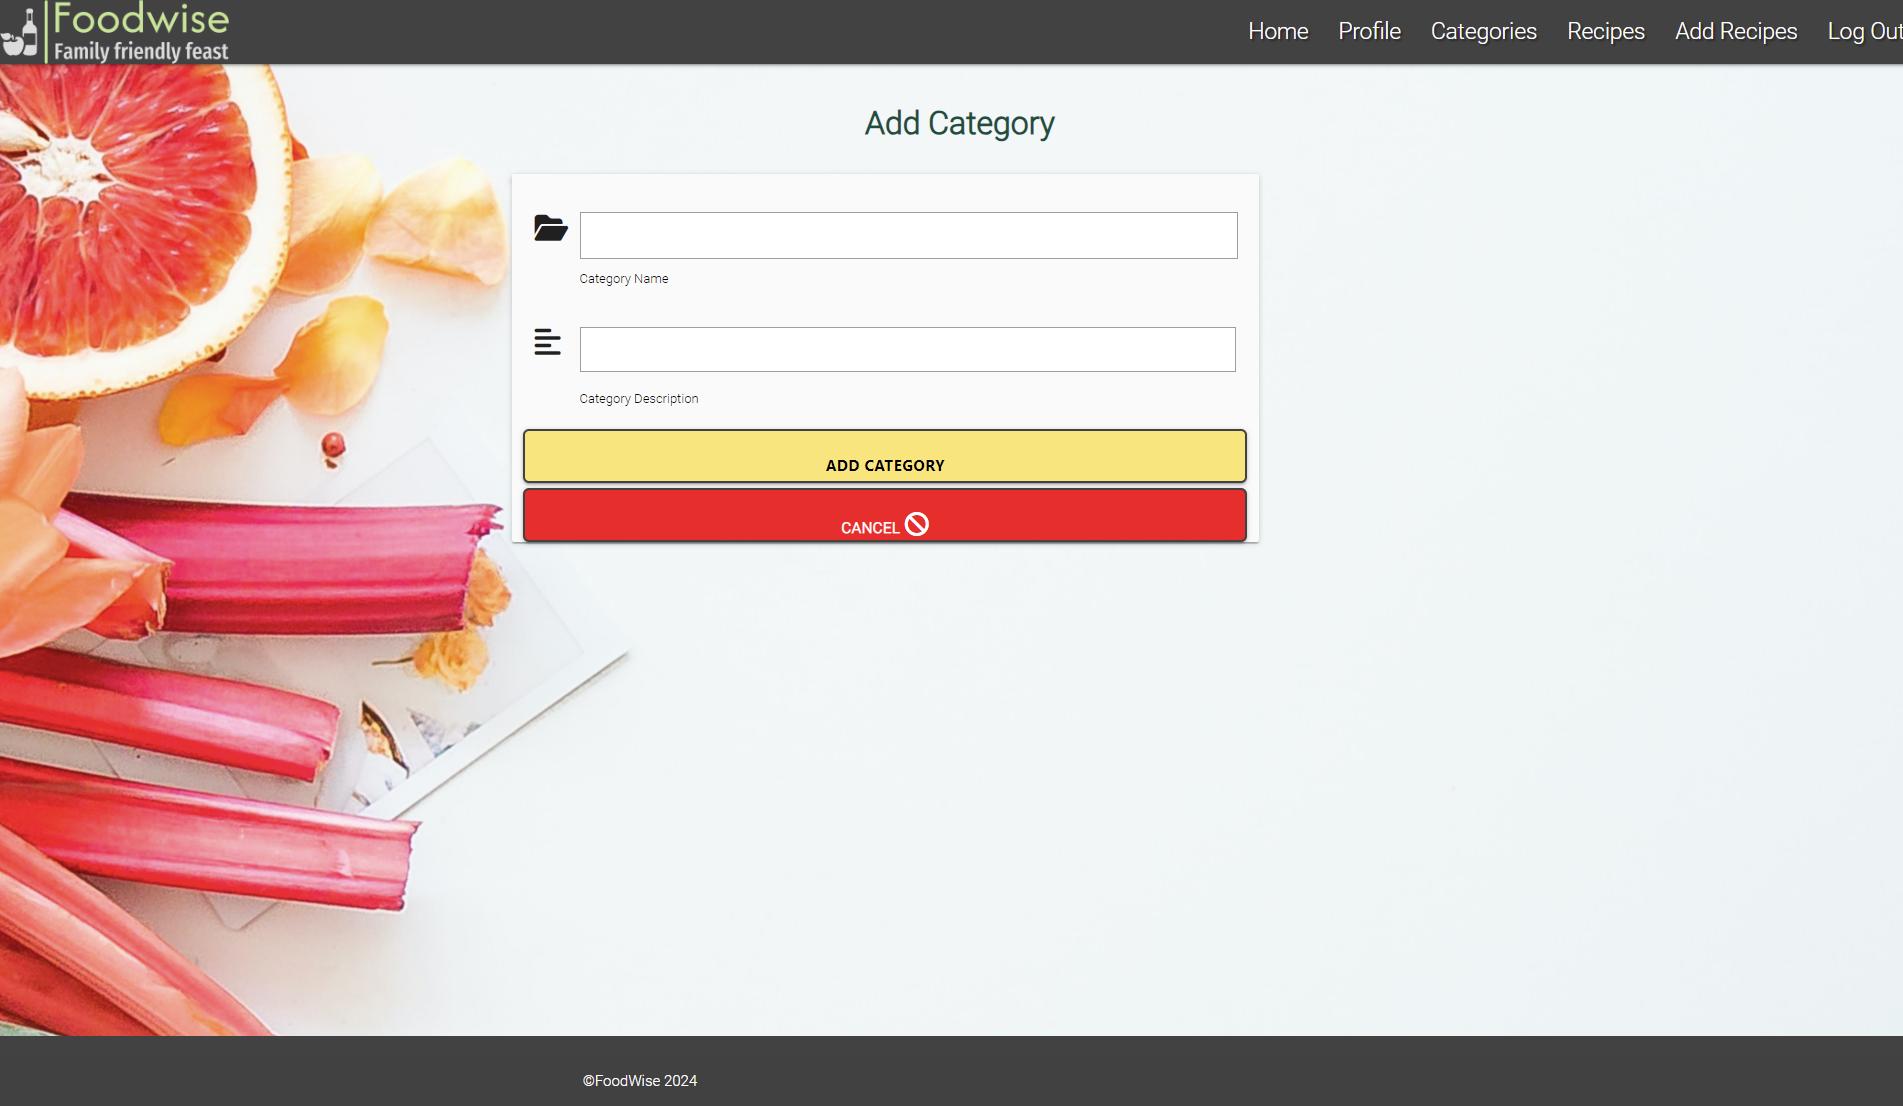 Foodwise
Family friendly feast
Home Profile Categories Recipes Add Recipes Log Out
Add Category
Category Name
Category Description
ADD CATEGORY
CANCEL
©FoodWise 2024